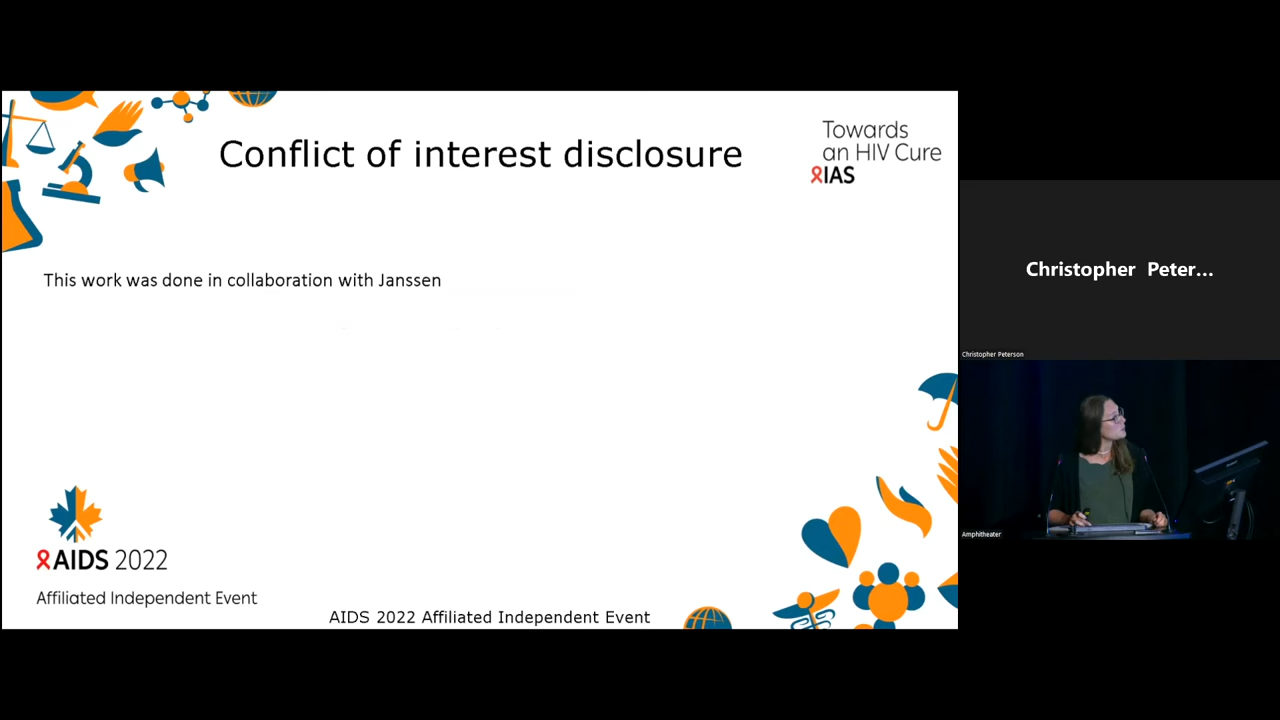 Conflict of interest disclosure
Towards
an HIV Cure
IAS
This work was done in collaboration with Janssen
AIDS 2022
Affiliated Independent Event
AIDS 2022 Affiliated Independent Event
Christopher Peter...
Christopher Peterson
Amphitheater